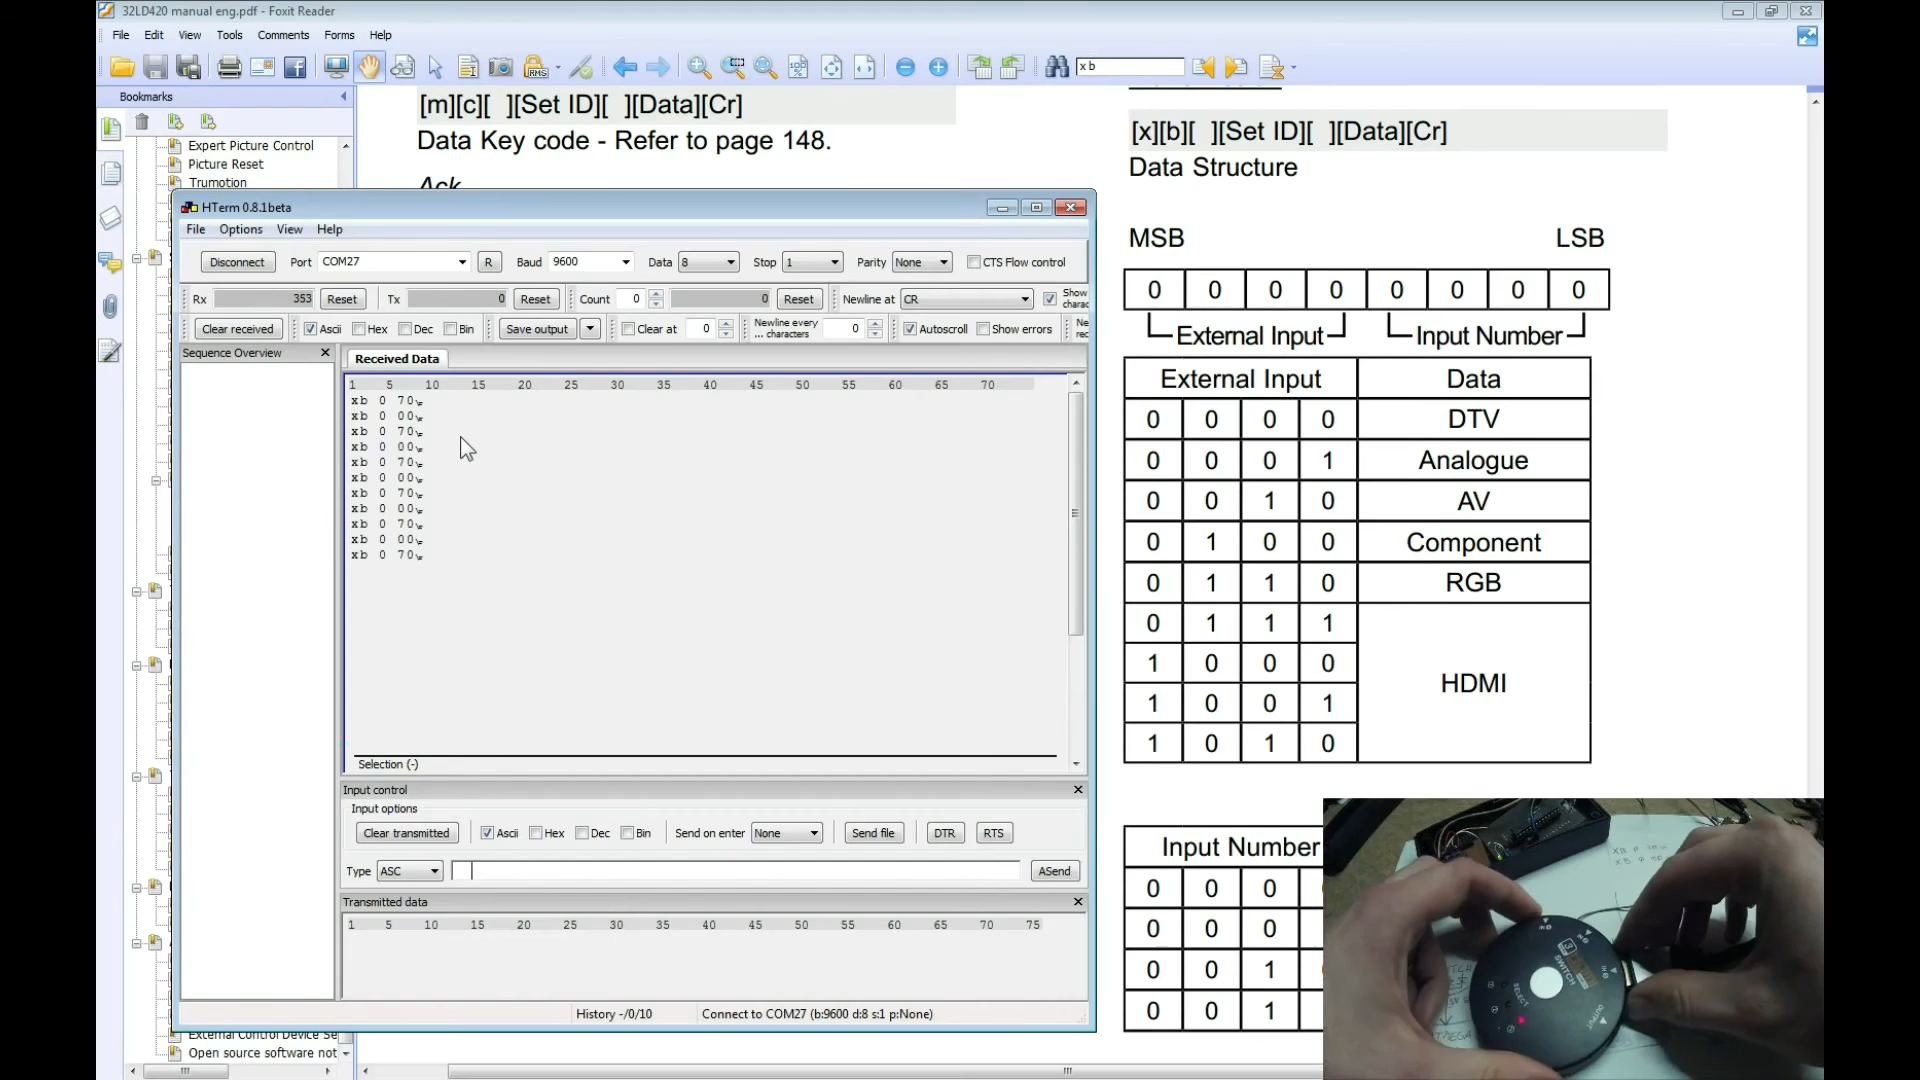 32LD420 manual eng.pdf - Foxit Reader
File Edit View Tools Comments Forms Help
x b
Bookmarks
Expert Picture Control
Picture Reset
Trumotion
External Control Device Se
Open source software not
[m][c][ ][Set ID][ ][Data][Cr]
Data Key code - Refer to page 148.
Ack
HTerm 0.8.1beta
File Options View Help
Disconnect Port COM27 R Baud 9600 Data 8 Stop 1 Parity None CTS Flow control
Rx 353 Reset Tx 0 Reset Count 0 0 Reset Newline at CR Show
Clear received Ascii Hex Dec Bin Save output Clear at 0 Newline every
... characters 0 Autoscroll Show errors
Sequence Overview
Received Data
1 5 10 15 20 25 30 35 40 45 50 55 60 65 70
xb 0 70\r
xb 0 00\r
xb 0 70\r
xb 0 00\r
xb 0 70\r
xb 0 00\r
xb 0 70\r
xb 0 00\r
xb 0 70\r
xb 0 00\r
xb 0 70\r
Selection (-)
Input control
Input options
Clear transmitted Ascii Hex Dec Bin Send on enter None Send file DTR RTS
Type ASC ASend
Transmitted data
1 5 10 15 20 25 30 35 40 45 50 55 60 65 70 75
History -/0/10 Connect to COM27 (b:9600 d:8 s:1 p:None)
[x][b][ ][Set ID][ ][Data][Cr]
Data Structure
MSB LSB
0 0 0 0 0 0 0 0
External Input Input Number
External Input Data
0 0 0 0 DTV
0 0 0 1 Analogue
0 0 1 0 AV
0 1 0 0 Component
0 1 1 0 RGB
0 1 1 1
1 0 0 0
HDMI
1 0 0 1
1 0 1 0
Input Number
0 0 0
0 0 0
0 0 1
0 0 1
SWITCH
SELECT
OUTPUT